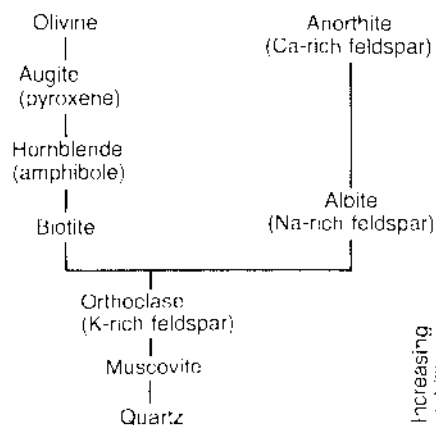 Olivine
Augite
(pyroxene)
Hornblende
(amphibole)
Biotite
Anorthite
(Ca-rich feldspar)
Albite
(Na-rich feldspar)
Orthoclase
(K-rich feldspar)
Muscovite
Quartz
Increasing